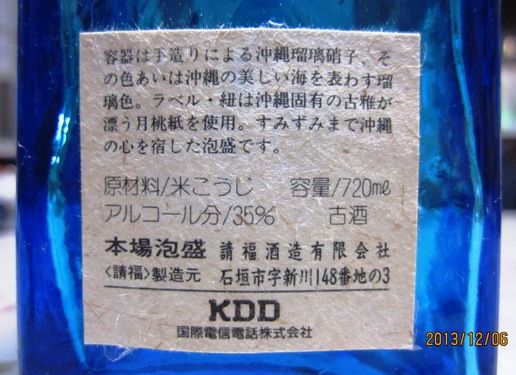 容器は手造りによる沖縄瑠璃硝子、そ
の色あいは沖縄の美しい海を表わす瑠
璃色。ラベル・紐は沖縄固有の古雅が
漂う月桃紙を使用。すみずみまで沖縄
の心を宿した泡盛です。
原材料/米こうじ 容量/720mℓ
アルコール分/35% 古酒
本場泡盛 請福酒造有限会社
〈請福〉製造元 石垣市字新川148番地の3
KDD
国際電信電話株式会社
2013/12/06